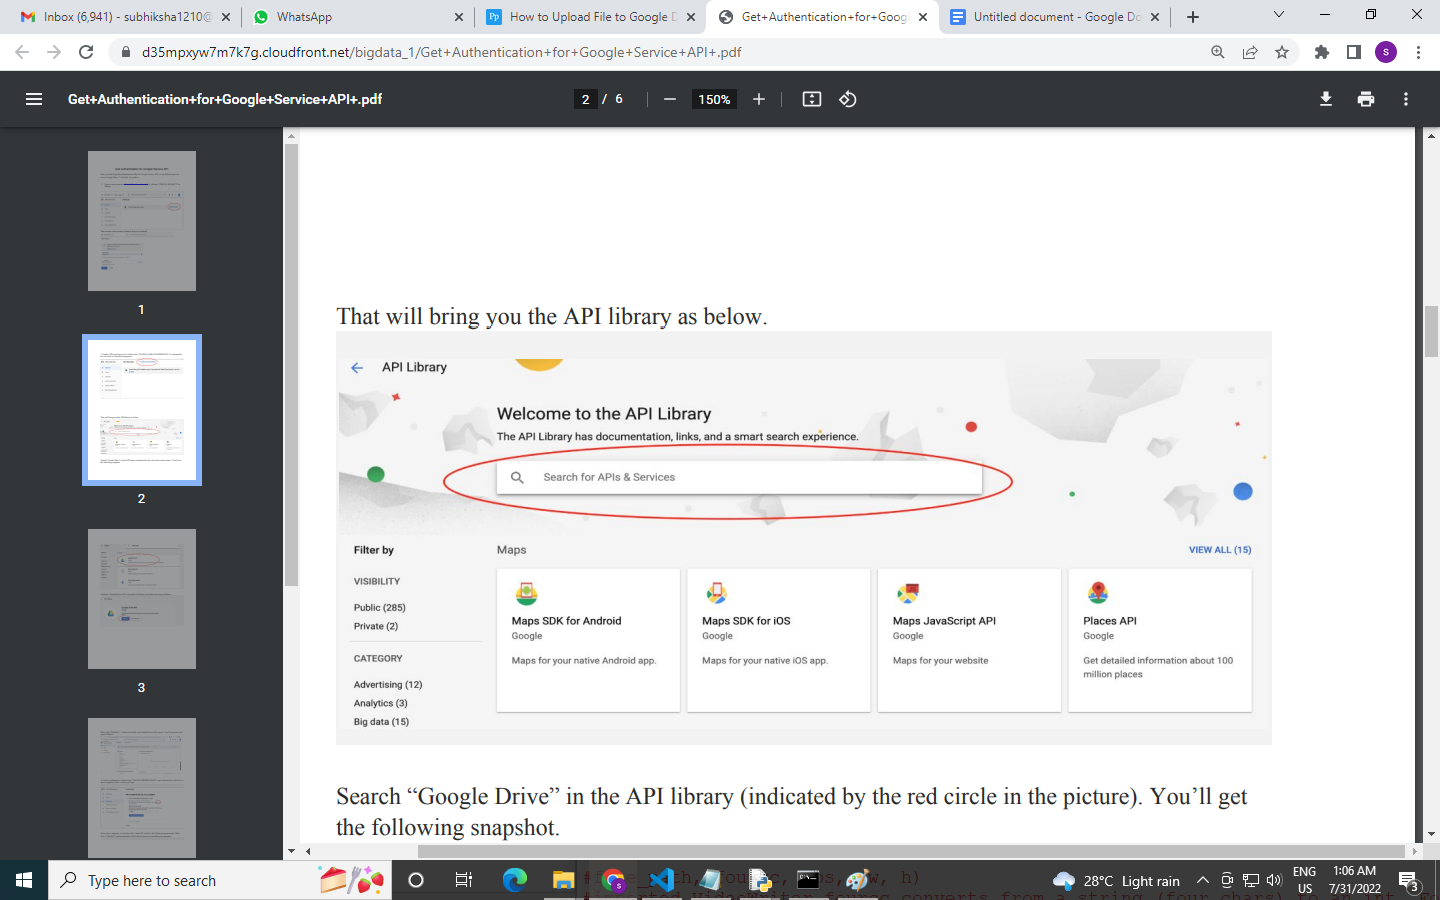 Inbox (6,941) - subhiksha1210@
WhatsApp
How to Upload File to Google D
Get+Authentication+for+Goog
Untitled document - Google Do
d35mpxyw7m7k7g.cloudfront.net/bigdata_1/Get+Authentication+for+Google+Service+API+.pdf
S
Get+Authentication+for+Google+Service+API+.pdf
2 / 6
150%
1
2
3
That will bring you the API library as below.
API Library
Welcome to the API Library
The API Library has documentation, links, and a smart search experience.
Search for APIs & Services
Filter by
Maps
VIEW ALL (15)
VISIBILITY
Public (285)
Private (2)
CATEGORY
Advertising (12)
Analytics (3)
Big data (15)
Maps SDK for Android
Google
Maps for your native Android app.
Maps SDK for iOS
Google
Maps for your native iOS app.
Maps JavaScript API
Google
Maps for your website
Places API
Google
Get detailed information about 100
million places
Search “Google Drive” in the API library (indicated by the red circle in the picture). You’ll get
the following snapshot.
Type here to search
28°C Light rain
ENG
US
1:06 AM
7/31/2022
3